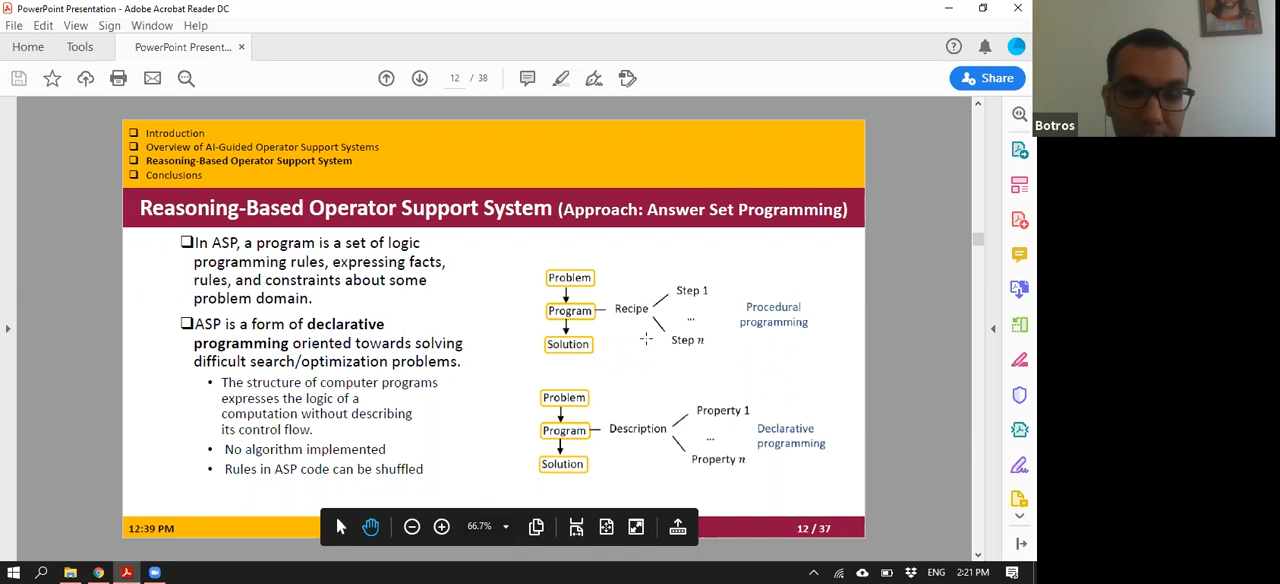 PowerPoint Presentation - Adobe Acrobat Reader DC
File Edit View Sign Window Help
Home Tools PowerPoint Present... ×
12 / 38
Share
Botros
Introduction
Overview of AI-Guided Operator Support Systems
Reasoning-Based Operator Support System
Conclusions
Reasoning-Based Operator Support System (Approach: Answer Set Programming)
In ASP, a program is a set of logic
programming rules, expressing facts,
rules, and constraints about some
problem domain.
ASP is a form of declarative
programming oriented towards solving
difficult search/optimization problems.
• The structure of computer programs
expresses the logic of a
computation without describing
its control flow.
• No algorithm implemented
• Rules in ASP code can be shuffled
Problem
Program
Solution
Recipe
Step 1
...
Step n
Procedural
programming
Problem
Program
Solution
Description
Property 1
...
Property n
Declarative
programming
12:39 PM
12 / 37
66.7%
ENG 2:21 PM